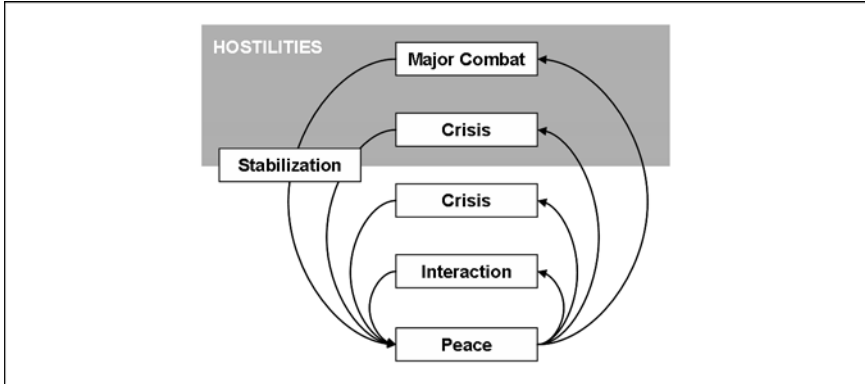 HOSTILITIES
Major Combat
Crisis
Stabilization
Crisis
Interaction
Peace